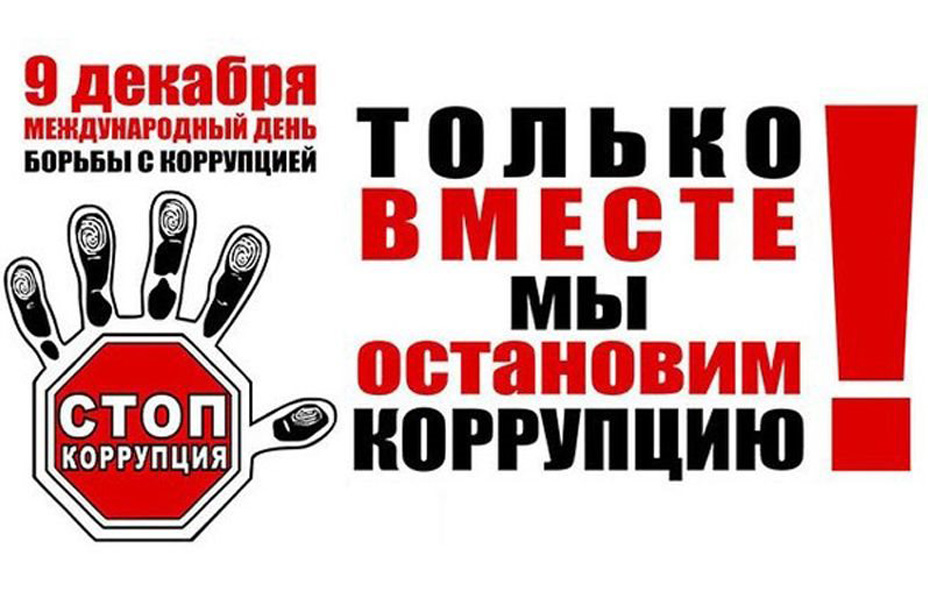 9 декабря
МЕЖДУНАРОДНЫЙ ДЕНЬ
БОРЬБЫ С КОРРУПЦИЕЙ
СТОП
КОРРУПЦИЯ
ТОЛЬКО
ВМЕСТЕ
МЫ
ОСТАНОВИМ
КОРРУПЦИЮ!